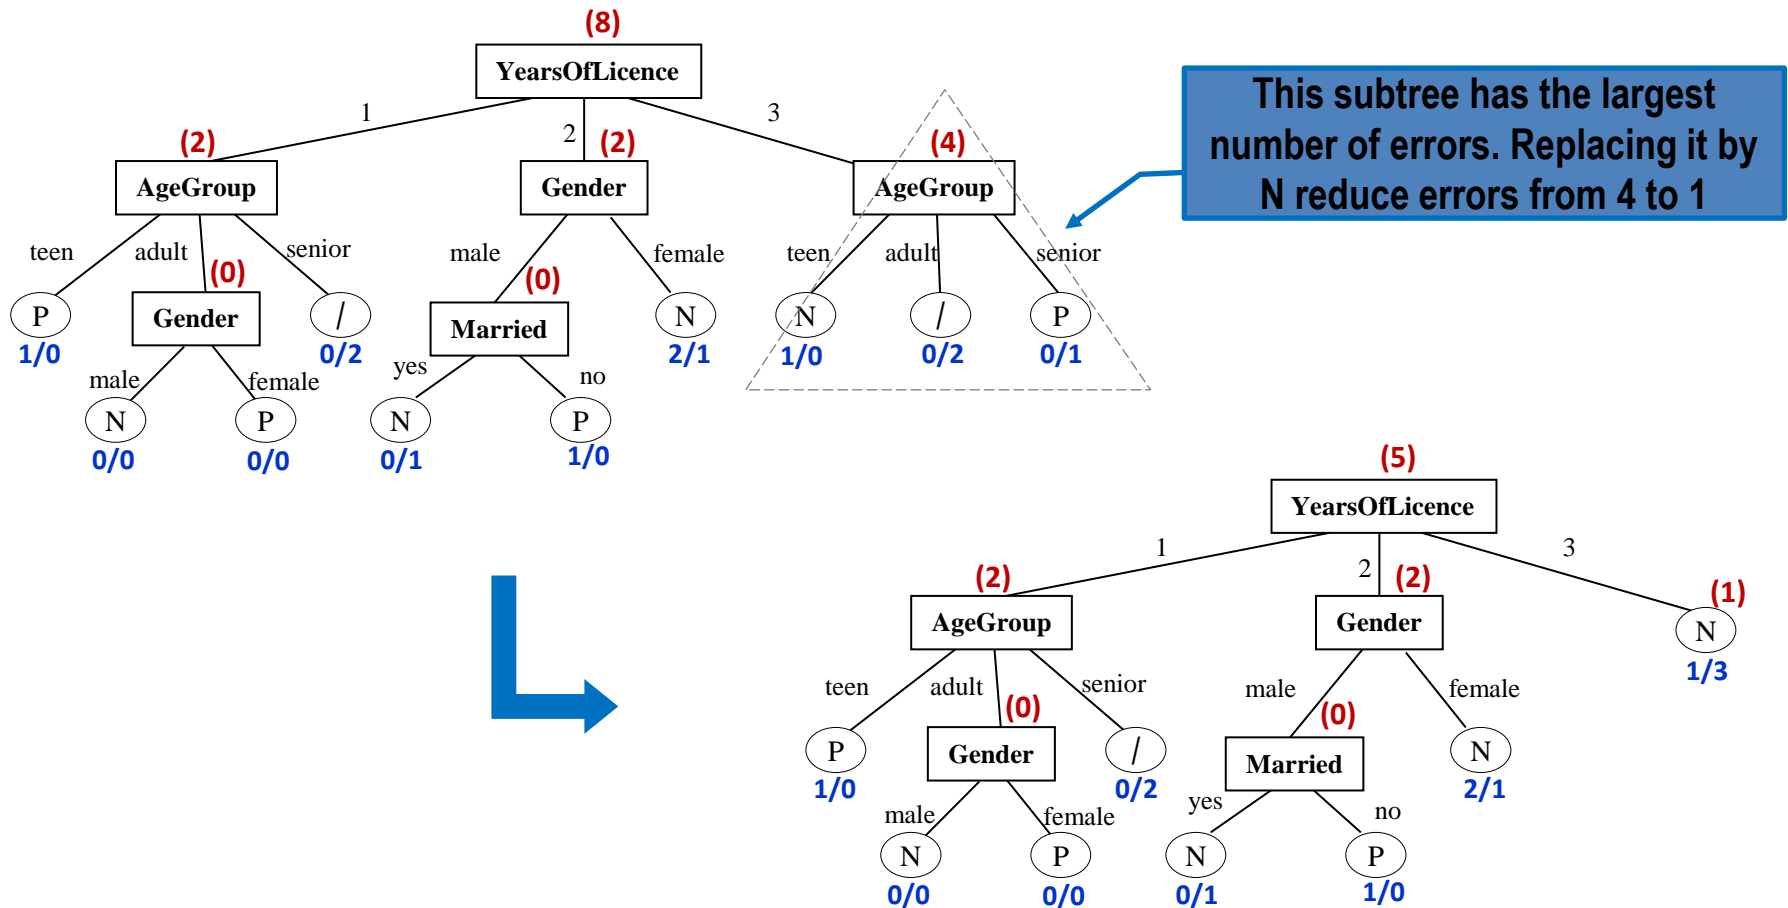 (8)
YearsOfLicence
1
2
3
(2)
(2)
(4)
AgeGroup
Gender
AgeGroup
This subtree has the largest
number of errors. Replacing it by
N reduce errors from 4 to 1
teen
adult
senior
male
female
teen
adult
senior
(0)
(0)
P
Gender
/
Married
N
N
/
P
1/0
0/2
2/1
1/0
0/2
0/1
male
female
yes
no
N
P
N
P
0/0
0/0
0/1
1/0
(5)
YearsOfLicence
1
2
3
(2)
(2)
(1)
AgeGroup
Gender
N
1/3
teen
adult
senior
male
female
(0)
(0)
P
Gender
/
Married
N
1/0
0/2
2/1
male
female
yes
no
N
P
N
P
0/0
0/0
0/1
1/0